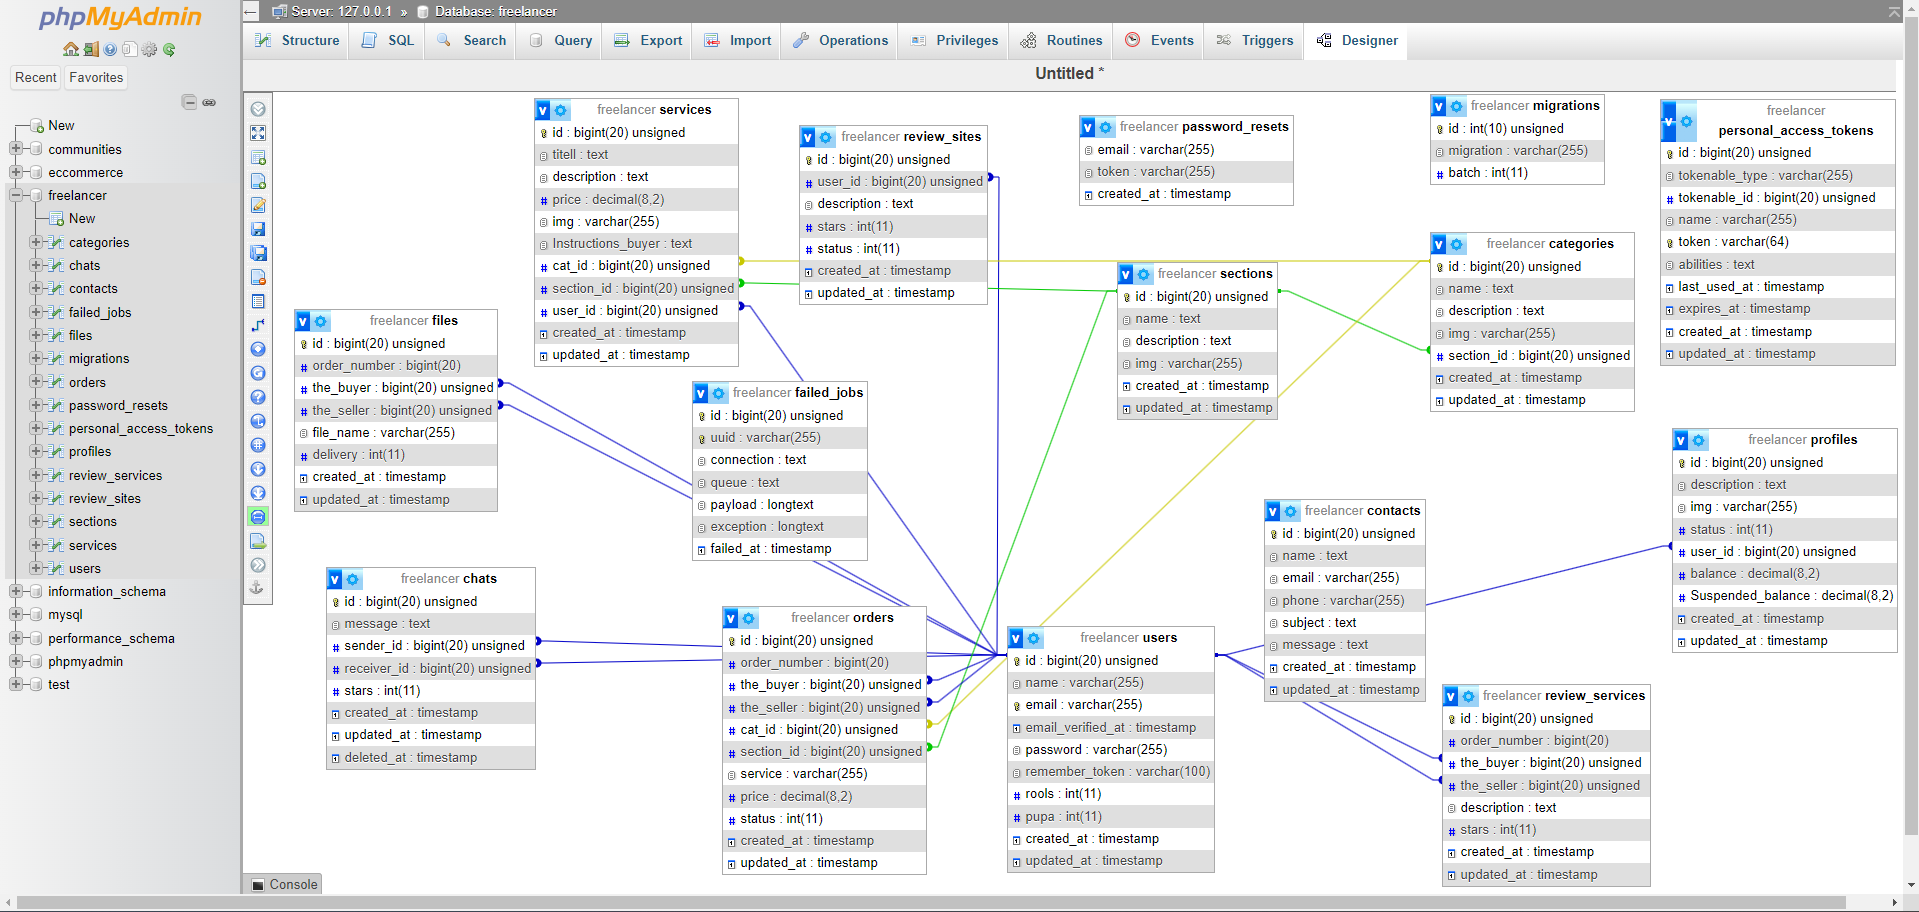 phpMyAdmin
Recent
Favorites
New
communities
eccommerce
freelancer
New
categories
chats
contacts
failed_jobs
files
migrations
orders
password_resets
personal_access_tokens
profiles
review_services
review_sites
sections
services
users
information_schema
mysql
performance_schema
phpmyadmin
test
Server: 127.0.0.1 » Database: freelancer
Structure
SQL
Search
Query
Export
Import
Operations
Privileges
Routines
Events
Triggers
Designer
Untitled *
freelancer services
id : bigint(20) unsigned
titell : text
description : text
price : decimal(8,2)
img : varchar(255)
Instructions_buyer : text
cat_id : bigint(20) unsigned
section_id : bigint(20) unsigned
user_id : bigint(20) unsigned
created_at : timestamp
updated_at : timestamp
freelancer review_sites
id : bigint(20) unsigned
user_id : bigint(20) unsigned
description : text
stars : int(11)
status : int(11)
created_at : timestamp
updated_at : timestamp
freelancer password_resets
email : varchar(255)
token : varchar(255)
created_at : timestamp
freelancer migrations
id : int(10) unsigned
migration : varchar(255)
batch : int(11)
freelancer
personal_access_tokens
id : bigint(20) unsigned
tokenable_type : varchar(255)
tokenable_id : bigint(20) unsigned
name : varchar(255)
token : varchar(64)
abilities : text
last_used_at : timestamp
expires_at : timestamp
created_at : timestamp
updated_at : timestamp
freelancer categories
id : bigint(20) unsigned
name : text
description : text
img : varchar(255)
section_id : bigint(20) unsigned
created_at : timestamp
updated_at : timestamp
freelancer sections
id : bigint(20) unsigned
name : text
description : text
img : varchar(255)
created_at : timestamp
updated_at : timestamp
freelancer files
id : bigint(20) unsigned
order_number : bigint(20)
the_buyer : bigint(20) unsigned
the_seller : bigint(20) unsigned
file_name : varchar(255)
delivery : int(11)
created_at : timestamp
updated_at : timestamp
freelancer failed_jobs
id : bigint(20) unsigned
uuid : varchar(255)
connection : text
queue : text
payload : longtext
exception : longtext
failed_at : timestamp
freelancer profiles
id : bigint(20) unsigned
description : text
img : varchar(255)
status : int(11)
user_id : bigint(20) unsigned
balance : decimal(8,2)
Suspended_balance : decimal(8,2)
created_at : timestamp
updated_at : timestamp
freelancer contacts
id : bigint(20) unsigned
name : text
email : varchar(255)
phone : varchar(255)
subject : text
message : text
created_at : timestamp
updated_at : timestamp
freelancer chats
id : bigint(20) unsigned
message : text
sender_id : bigint(20) unsigned
receiver_id : bigint(20) unsigned
stars : int(11)
created_at : timestamp
updated_at : timestamp
deleted_at : timestamp
freelancer orders
id : bigint(20) unsigned
order_number : bigint(20)
the_buyer : bigint(20) unsigned
the_seller : bigint(20) unsigned
cat_id : bigint(20) unsigned
section_id : bigint(20) unsigned
service : varchar(255)
price : decimal(8,2)
status : int(11)
created_at : timestamp
updated_at : timestamp
freelancer users
id : bigint(20) unsigned
name : varchar(255)
email : varchar(255)
email_verified_at : timestamp
password : varchar(255)
remember_token : varchar(100)
rools : int(11)
pupa : int(11)
created_at : timestamp
updated_at : timestamp
freelancer review_services
id : bigint(20) unsigned
order_number : bigint(20)
the_buyer : bigint(20) unsigned
the_seller : bigint(20) unsigned
description : text
stars : int(11)
created_at : timestamp
updated_at : timestamp
Console